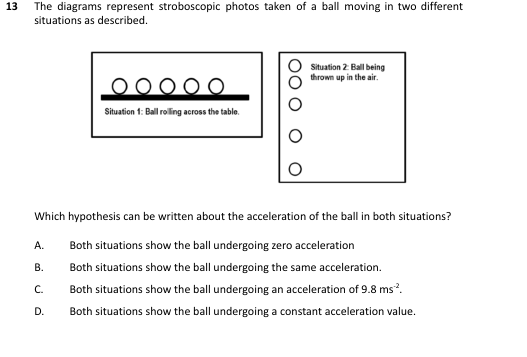 13 The diagrams represent stroboscopic photos taken of a ball moving in two different
situations as described.
Situation 2: Ball being
thrown up in the air.
Situation 1: Ball rolling across the table.
Which hypothesis can be written about the acceleration of the ball in both situations?
A. Both situations show the ball undergoing zero acceleration
B. Both situations show the ball undergoing the same acceleration.
C. Both situations show the ball undergoing an acceleration of 9.8 ms⁻².
D. Both situations show the ball undergoing a constant acceleration value.